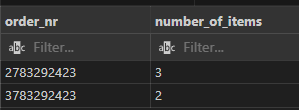 order_nr number_of_items
abc Filter... abc Filter...
2783292423 3
3783292423 2